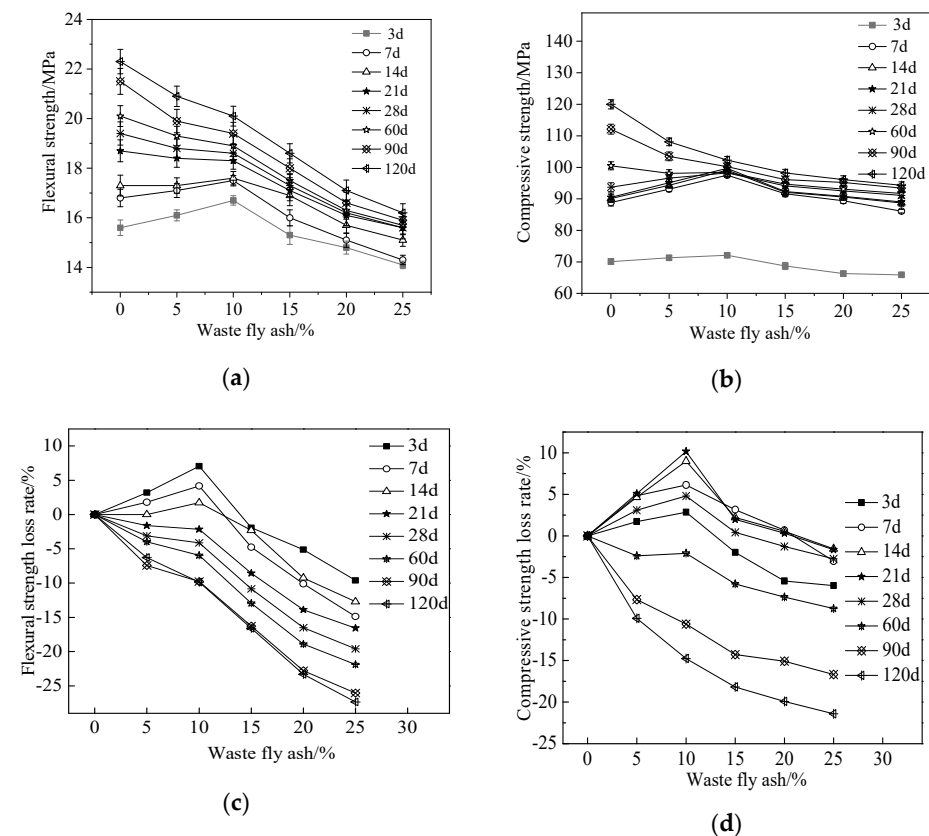 24
22
20
18
16
14
Flexural strength/MPa
0 5 10 15 20 25
Waste fly ash/%
3d
7d
14d
21d
28d
60d
90d
120d
(a)
140
130
120
110
100
90
80
70
60
Compressive strength/MPa
0 5 10 15 20 25
Waste fly ash/%
3d
7d
14d
21d
28d
60d
90d
120d
(b)
10
5
0
-5
-10
-15
-20
-25
Flexural strength loss rate/%
0 5 10 15 20 25 30
Waste fly ash/%
3d
7d
14d
21d
28d
60d
90d
120d
(c)
10
5
0
-5
-10
-15
-20
-25
Compressive strength loss rate/%
0 5 10 15 20 25 30
Waste fly ash/%
3d
7d
14d
21d
28d
60d
90d
120d
(d)